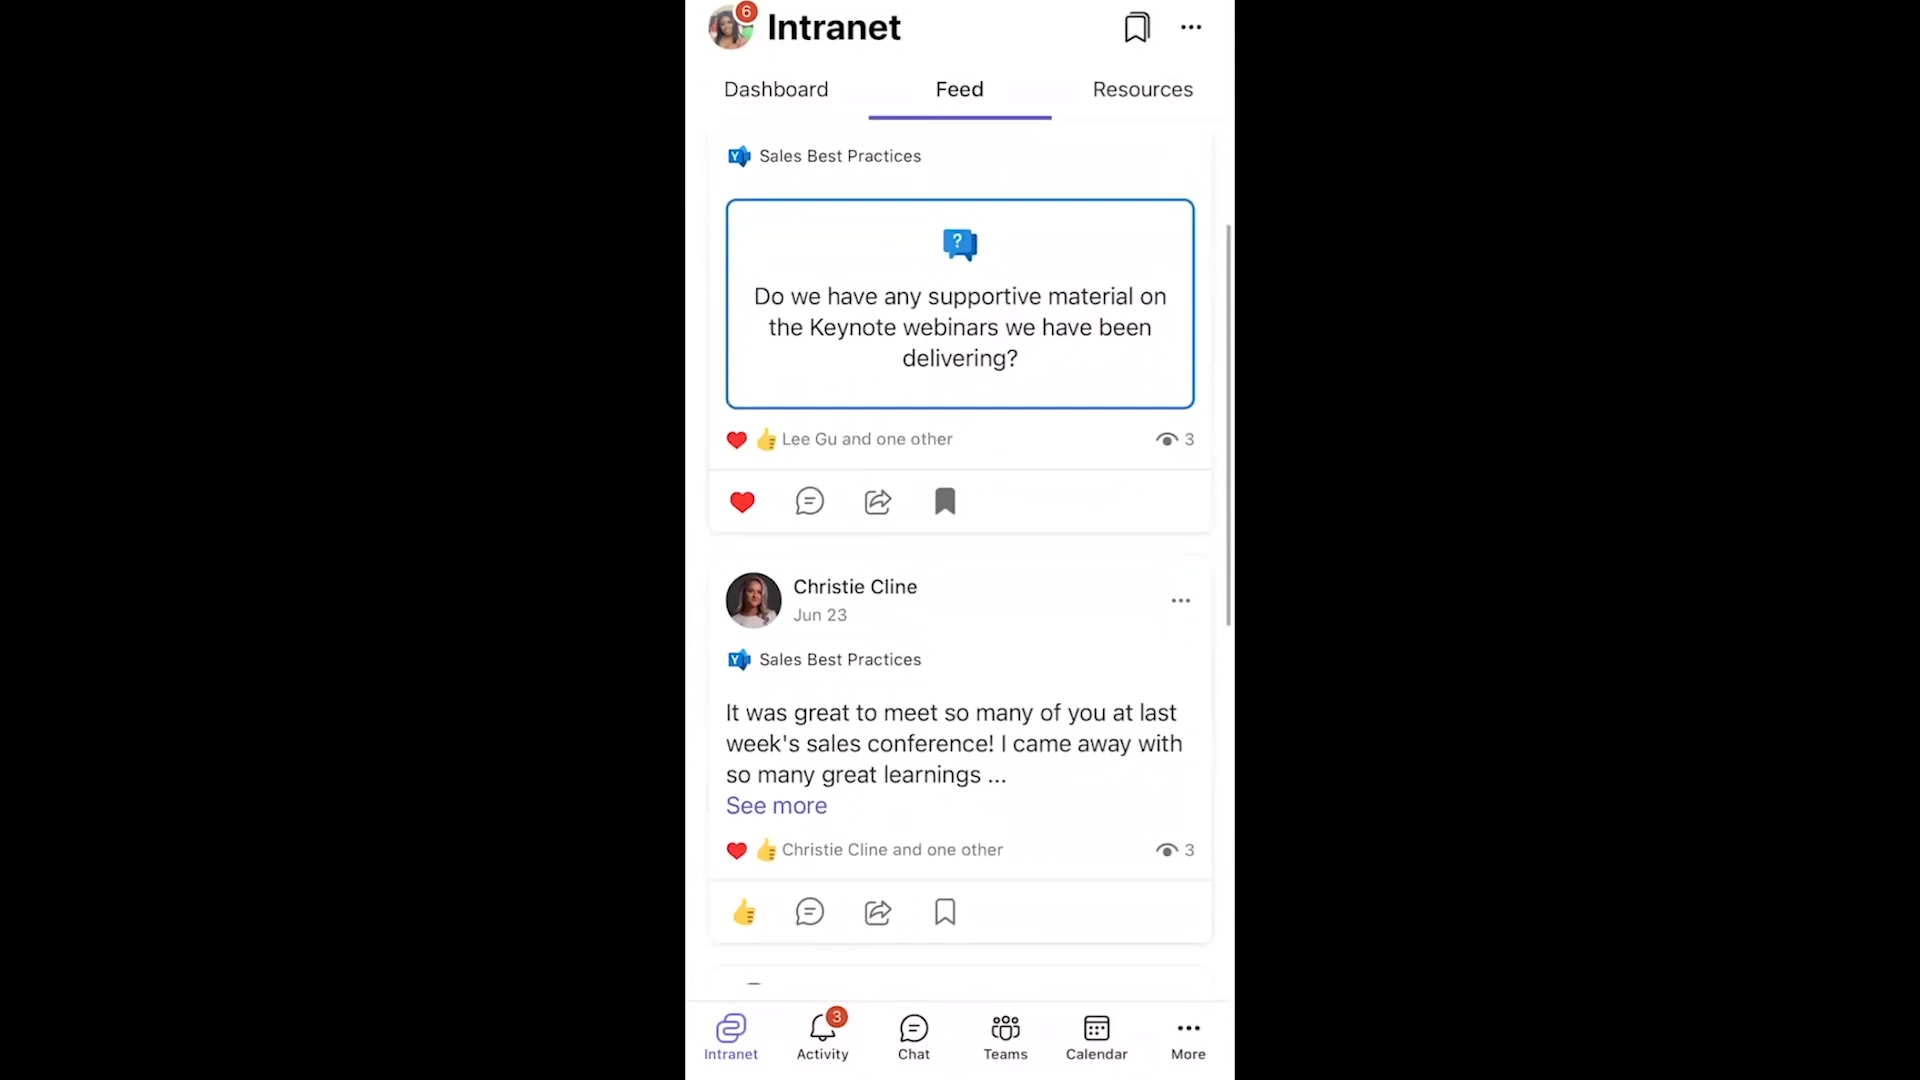 6
Intranet
Dashboard
Feed
Resources
Sales Best Practices
?
Do we have any supportive material on
the Keynote webinars we have been
delivering?
Lee Gu and one other
3
Christie Cline
Jun 23
Sales Best Practices
It was great to meet so many of you at last
week's sales conference! I came away with
so many great learnings ...
See more
Christie Cline and one other
3
3
Intranet
Activity
Chat
Teams
Calendar
More